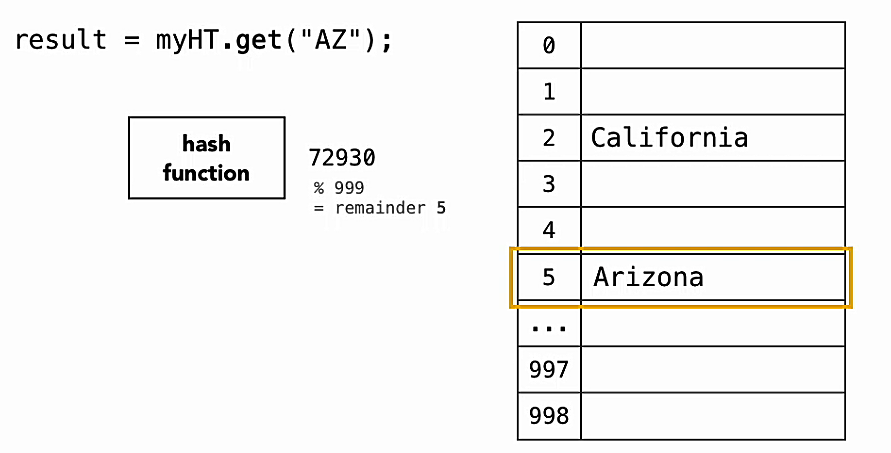 result = myHT.get("AZ");
hash
function
72930
% 999
= remainder 5
0
1
2 California
3
4
5 Arizona
...
997
998